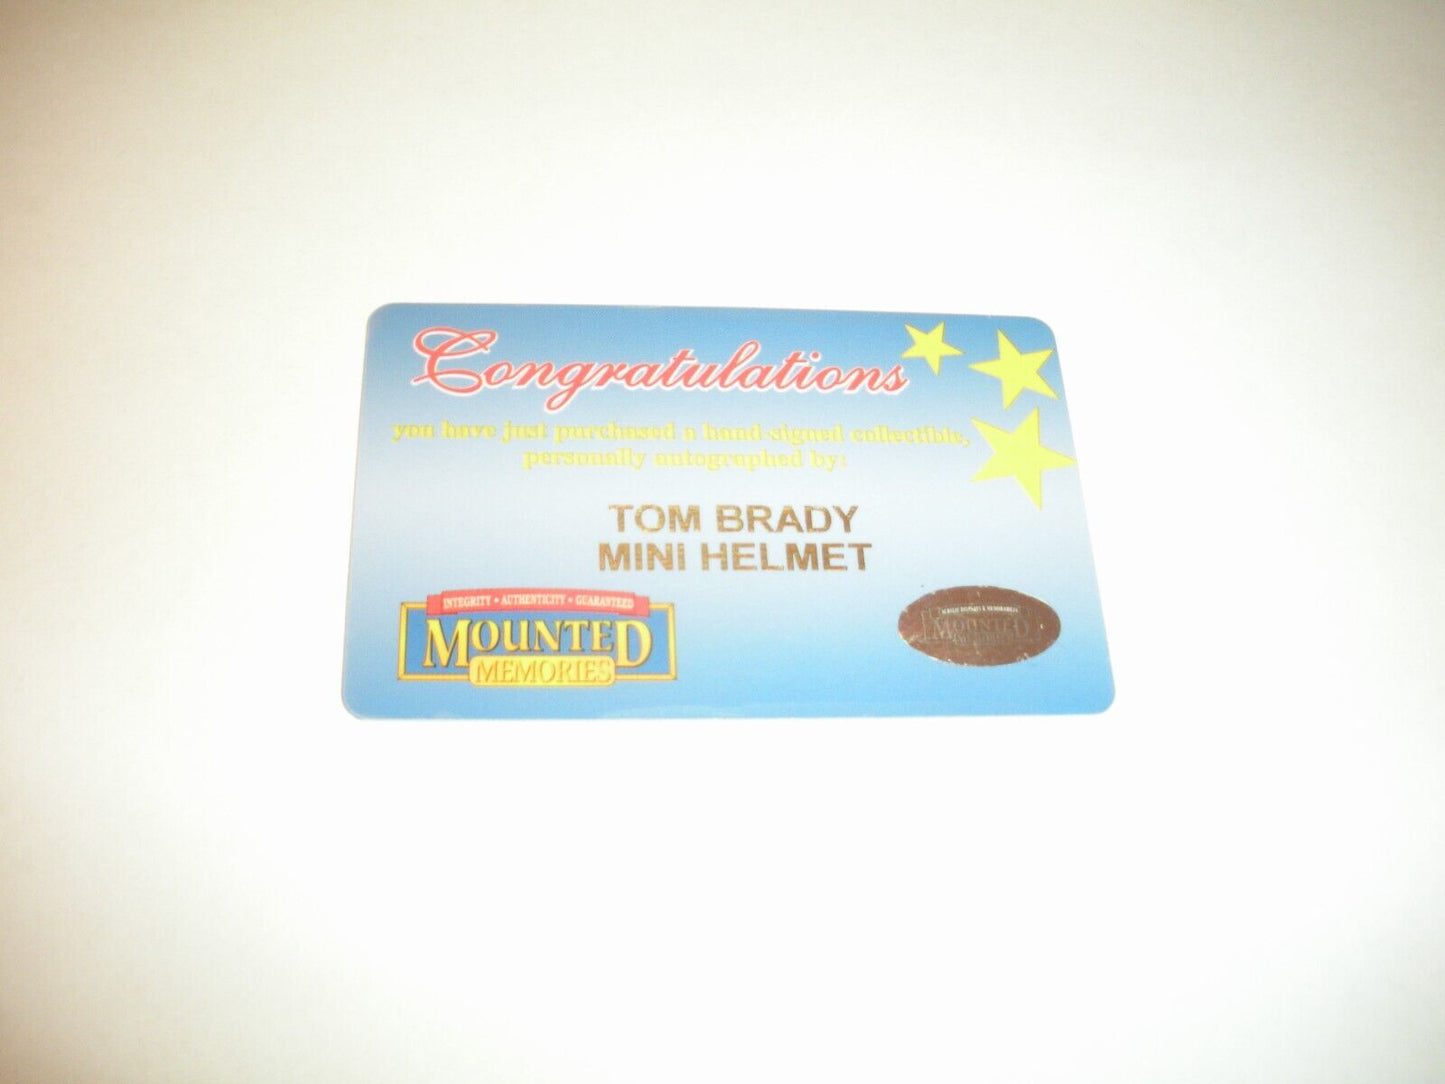 Congratulations
you have just purchased a hand-signed collectible,
personally autographed by:
TOM BRADY
MINI HELMET
INTEGRITY • AUTHENTICITY • GUARANTEED
MOUNTED
MEMORIES
MOUNTED